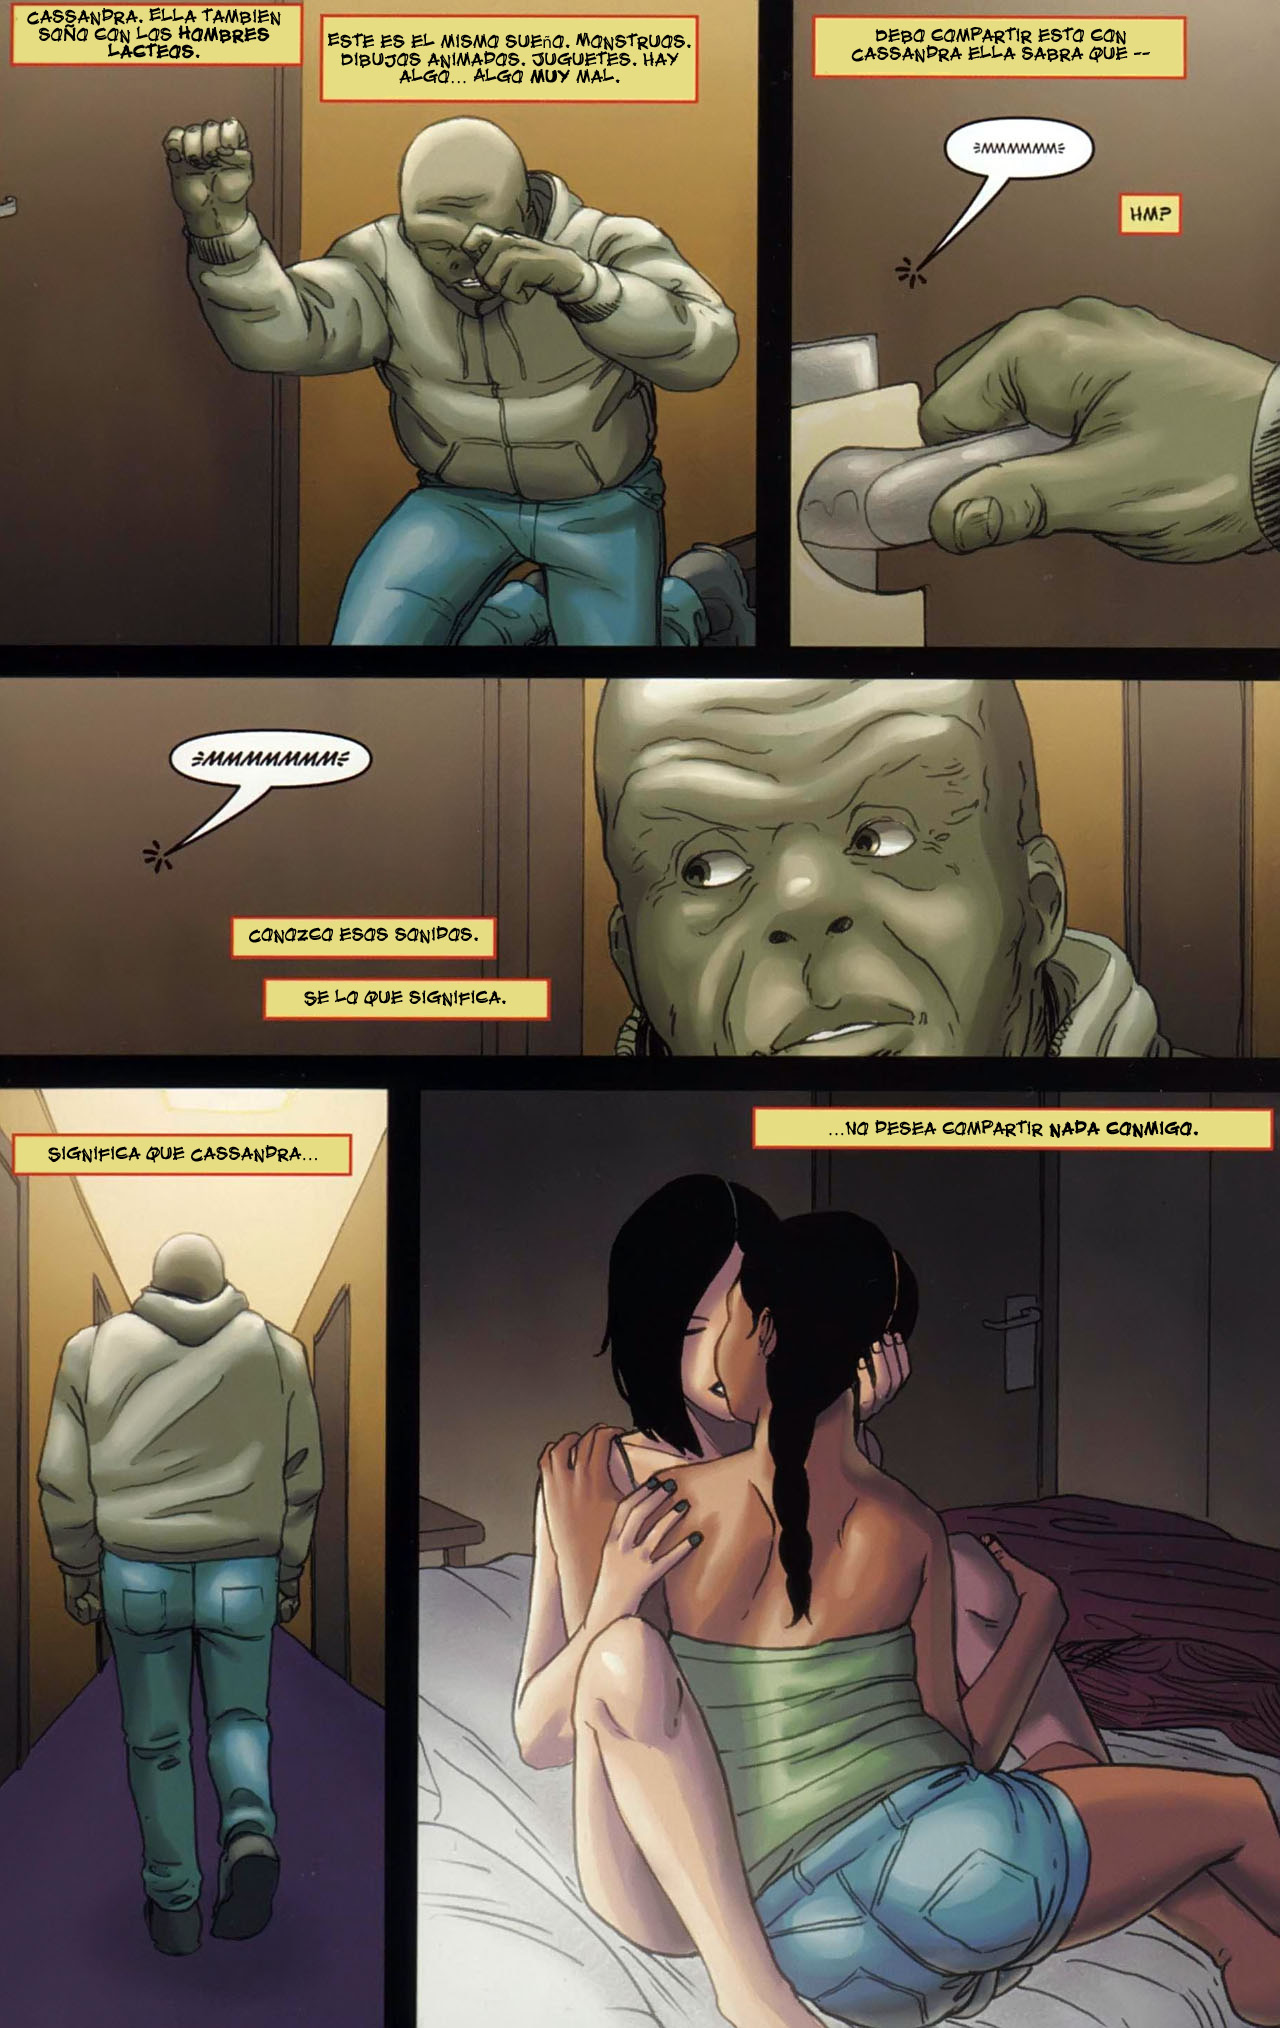 CASSANDRA. ELLA TAMBIEN
SOÑO CON LOS HOMBRES
LACTEOS.
ESTE ES EL MISMO SUEÑO. MONSTRUOS.
DIBUJOS ANIMADOS. JUGUETES. HAY
ALGO... ALGO MUY MAL.
DEBO COMPARTIR ESTO CON
CASSANDRA ELLA SABRA QUE --
MMMMMMM
HM?
MMMMMMM
CONOZCO ESOS SONIDOS.
SE LO QUE SIGNIFICA.
SIGNIFICA QUE CASSANDRA...
...NO DESEA COMPARTIR NADA CONMIGO.